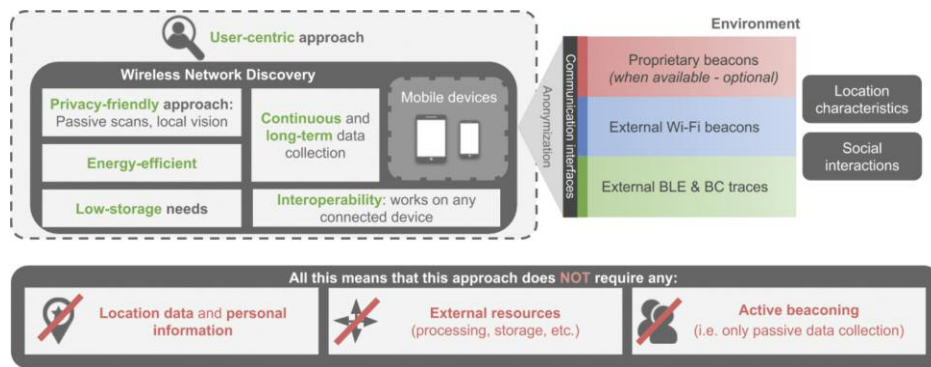 User-centric approach
Wireless Network Discovery
Privacy-friendly approach:
Passive scans, local vision
Energy-efficient
Low-storage needs
Continuous and
long-term data
collection
Interoperability: works on any
connected device
Mobile devices
Anonymization
Communication interfaces
Environment
Proprietary beacons
(when available - optional)
External Wi-Fi beacons
External BLE & BC traces
Location
characteristics
Social
interactions
All this means that this approach does NOT require any:
Location data and personal
information
External resources
(processing, storage, etc.)
Active beaconing
(i.e. only passive data collection)